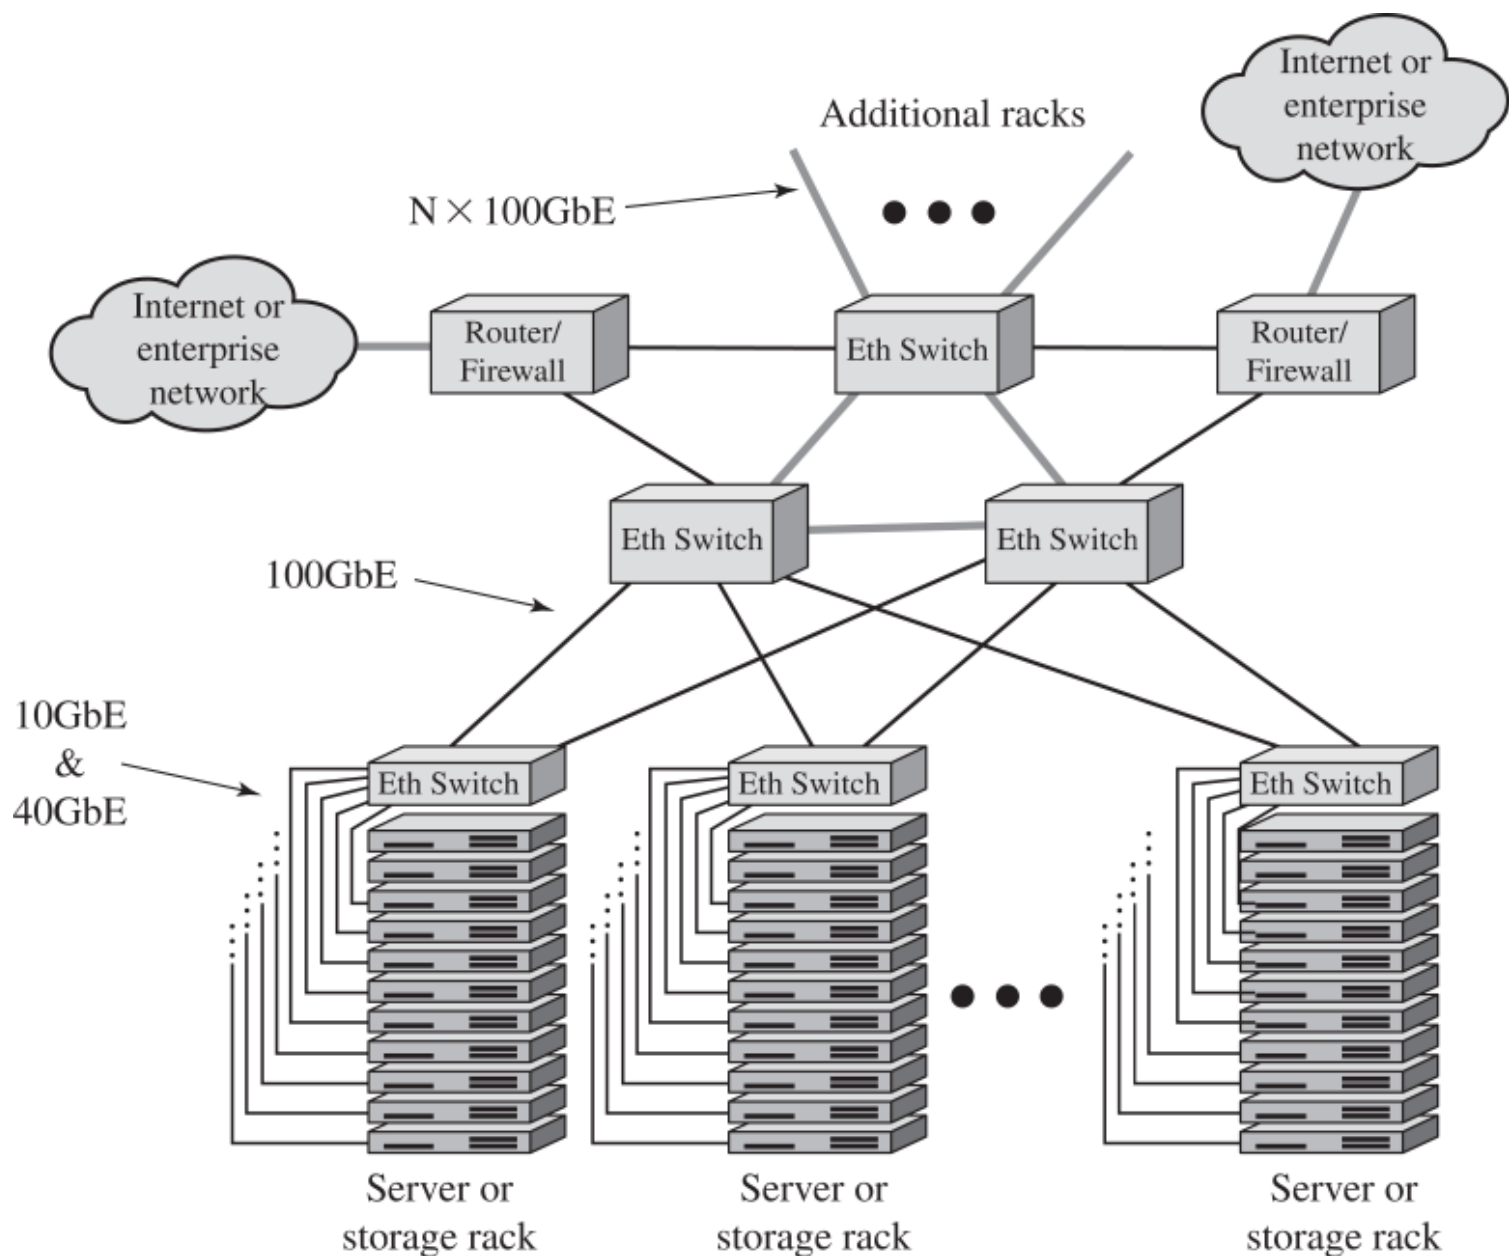 Internet or
enterprise
network
Additional racks
N × 100GbE
Internet or
enterprise
network
Router/
Firewall
Eth Switch
Router/
Firewall
Eth Switch
Eth Switch
100GbE
10GbE
&
40GbE
Eth Switch
Eth Switch
Eth Switch
Server or
storage rack
Server or
storage rack
Server or
storage rack